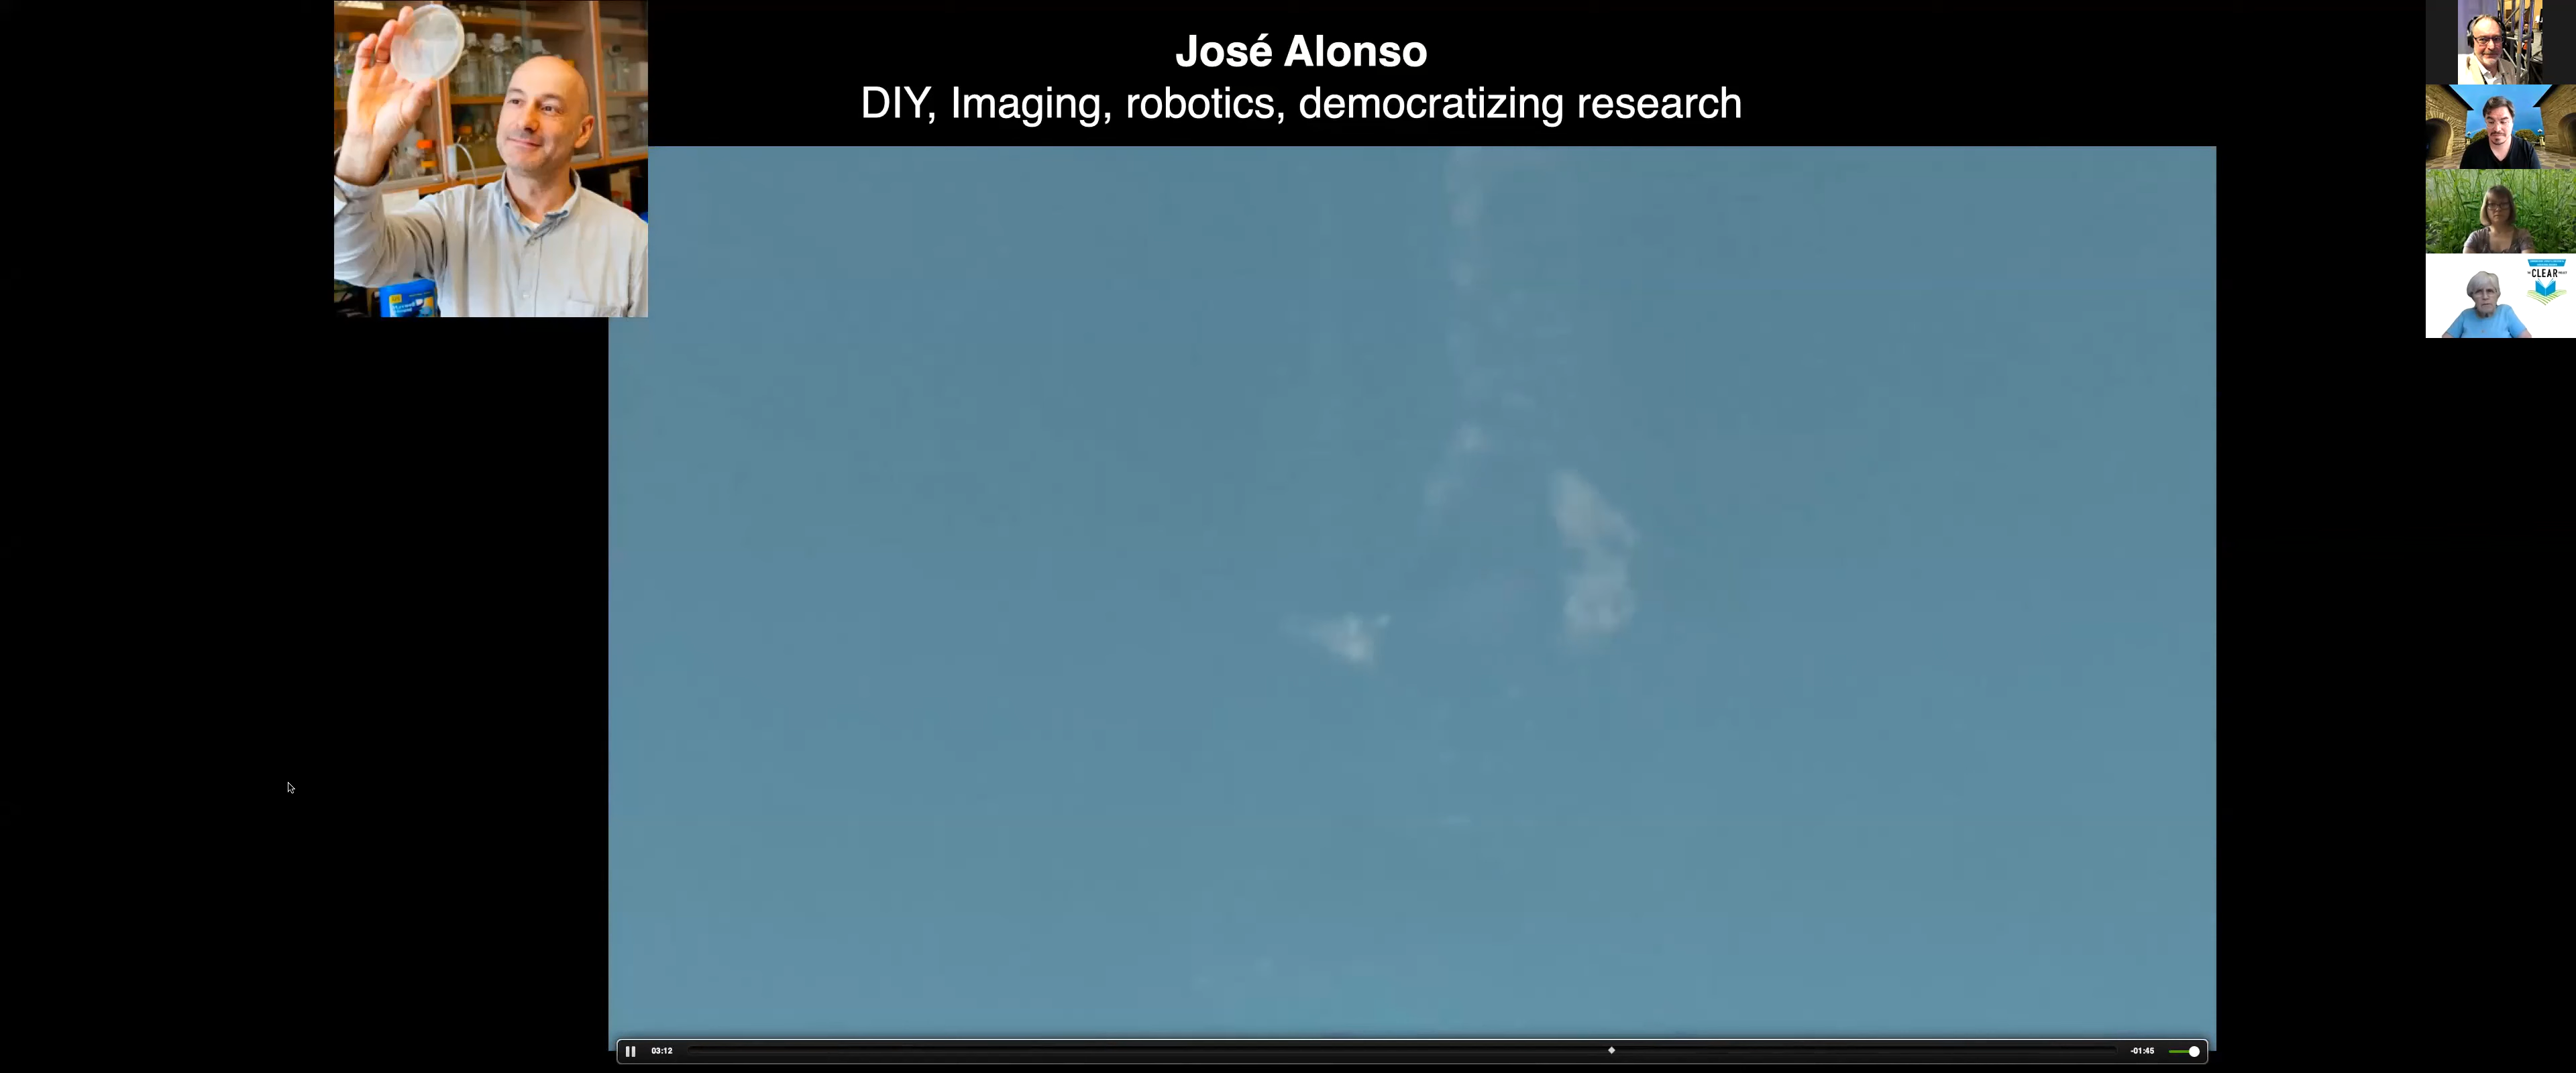 José Alonso
DIY, Imaging, robotics, democratizing research
CLEAR
03:12
-01:45